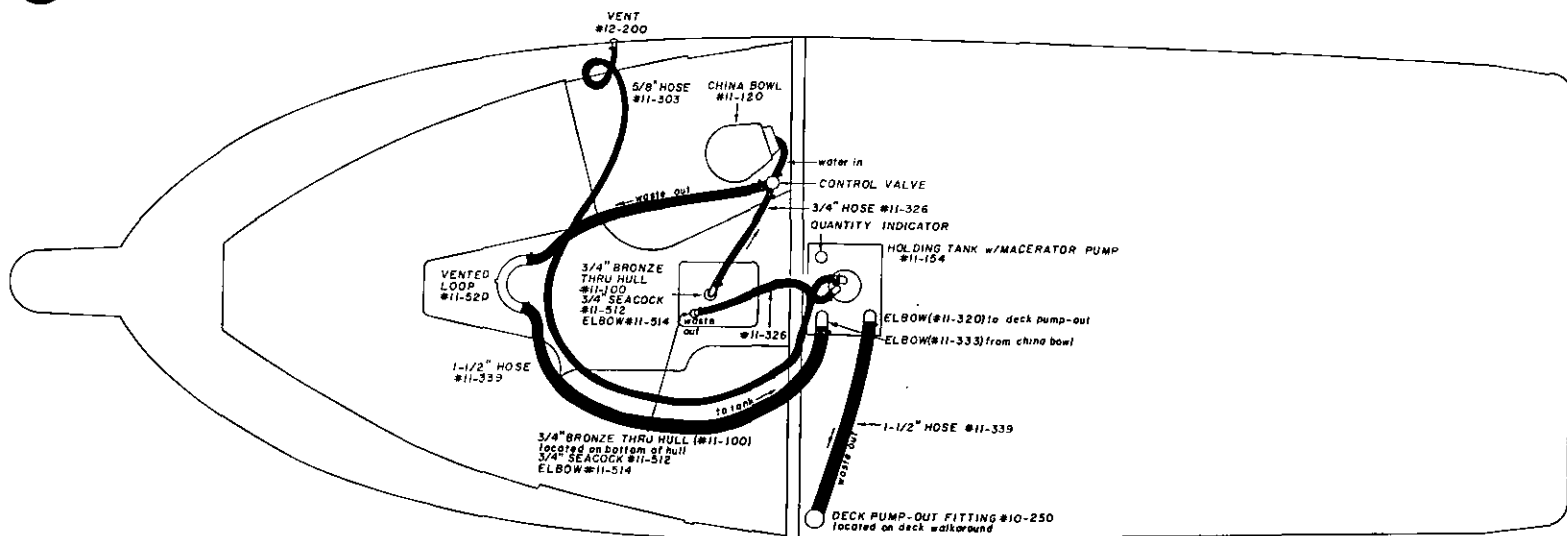 VENT
#12-200
5/8" HOSE
#11-303
CHINA BOWL
#11-120
water in
CONTROL VALVE
waste out
3/4" HOSE #11-326
QUANTITY INDICATOR
HOLDING TANK w/MACERATOR PUMP
#11-154
VENTED
LOOP
#11-520
3/4" BRONZE
THRU HULL
#11-100
3/4" SEACOCK
#11-512
ELBOW #11-514
waste
out
#11-326
ELBOW(#11-320) to deck pump-out
ELBOW(#11-333) from china bowl
1-1/2" HOSE
#11-339
to tank
1-1/2" HOSE #11-339
waste out
3/4" BRONZE THRU HULL (#11-100)
located on bottom of hull
3/4" SEACOCK #11-512
ELBOW #11-514
DECK PUMP-OUT FITTING #10-250
located on deck walkaround